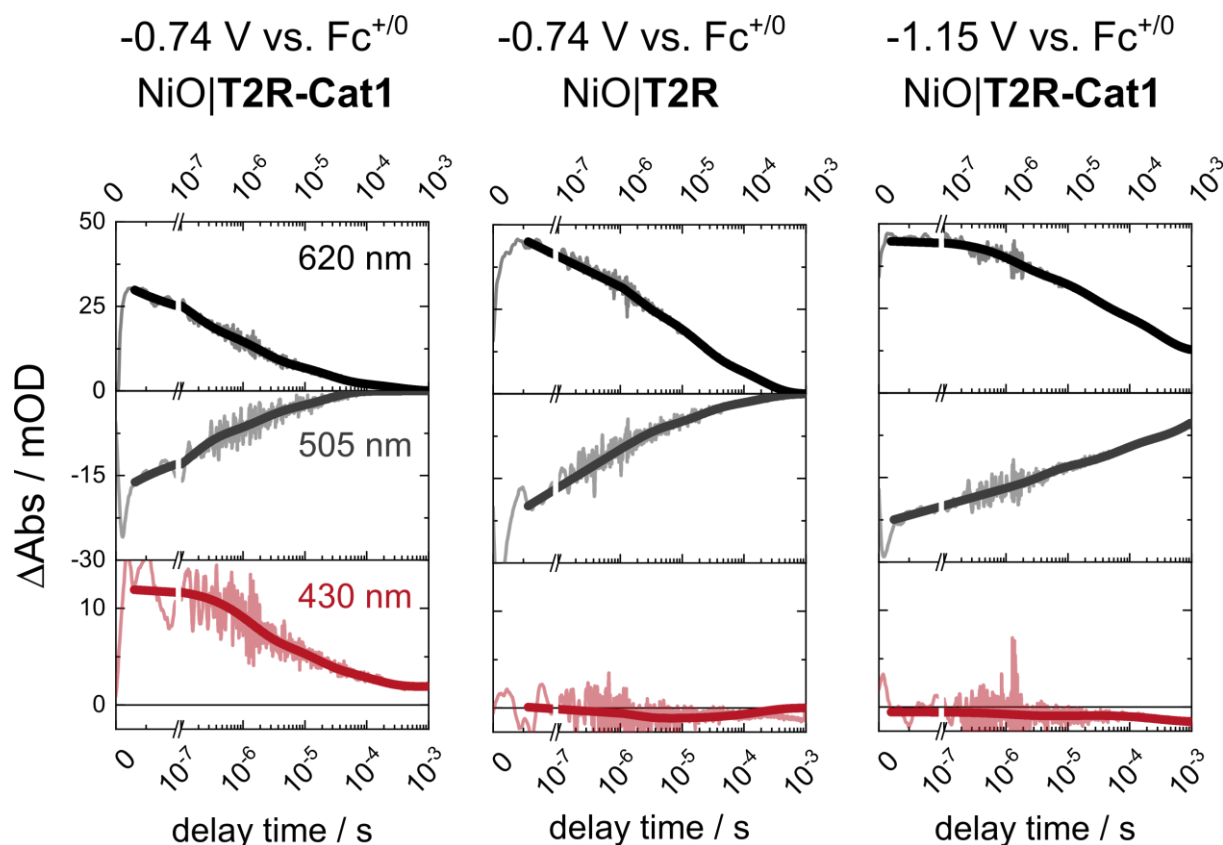 -0.74 V vs. Fc+/0
NiO|T2R-Cat1
-0.74 V vs. Fc+/0
NiO|T2R
-1.15 V vs. Fc+/0
NiO|T2R-Cat1
0 10-7 10-6 10-5 10-4 10-3
0 10-7 10-6 10-5 10-4 10-3
0 10-7 10-6 10-5 10-4 10-3
50
25
0
620 nm
-15
-30
505 nm
10
0
430 nm
ΔAbs / mOD
0 10-7 10-6 10-5 10-4 10-3
0 10-7 10-6 10-5 10-4 10-3
0 10-7 10-6 10-5 10-4 10-3
delay time / s
delay time / s
delay time / s